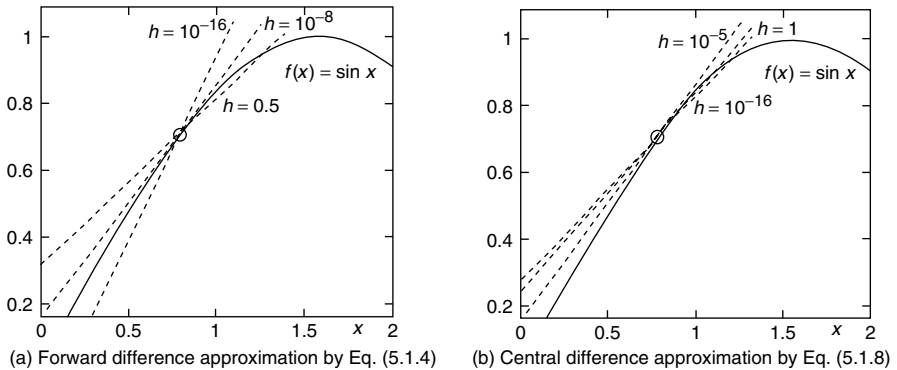 h = 10⁻¹⁶
h = 10⁻⁸
1
f(x) = sin x
h = 0.5
0.8
0.6
0.4
0.2
0
0.5
1
x
2
(a) Forward difference approximation by Eq. (5.1.4)
h = 10⁻⁵
h = 1
1
f(x) = sin x
h = 10⁻¹⁶
0.8
0.6
0.4
0.2
0
0.5
1
1.5
x
2
(b) Central difference approximation by Eq. (5.1.8)